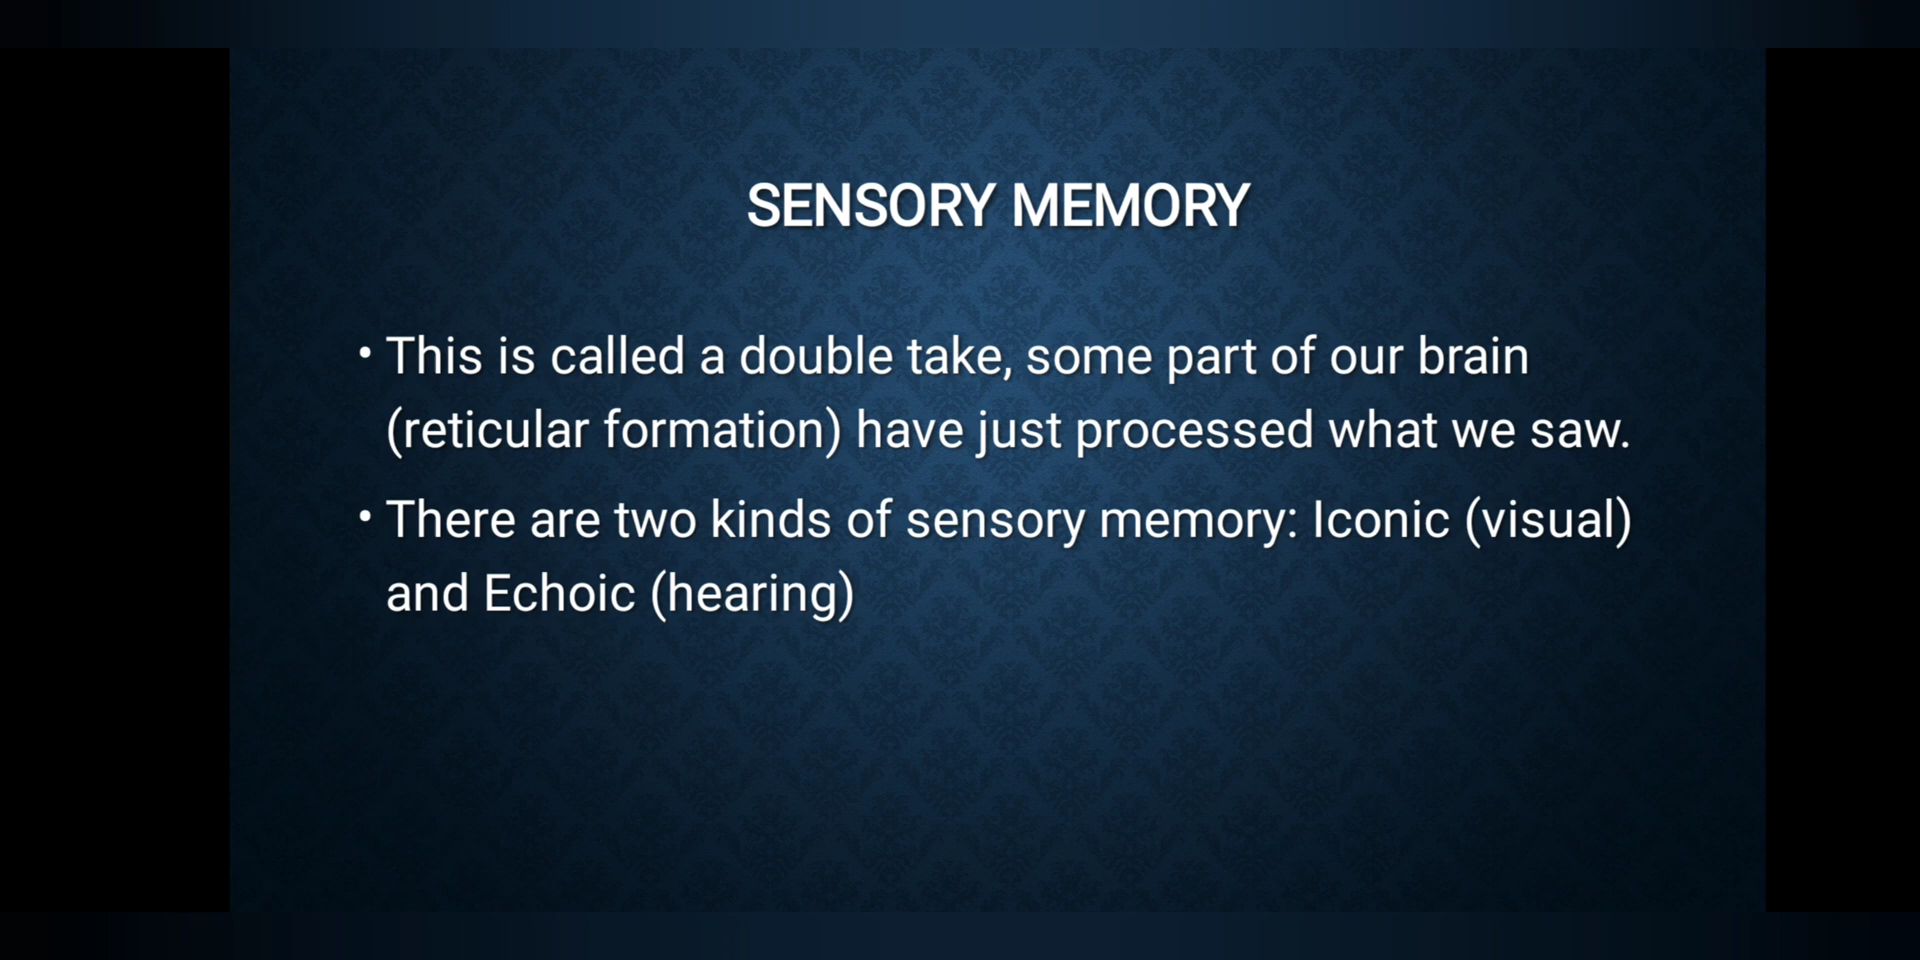 SENSORY MEMORY
• This is called a double take, some part of our brain
(reticular formation) have just processed what we saw.
• There are two kinds of sensory memory: Iconic (visual)
and Echoic (hearing)